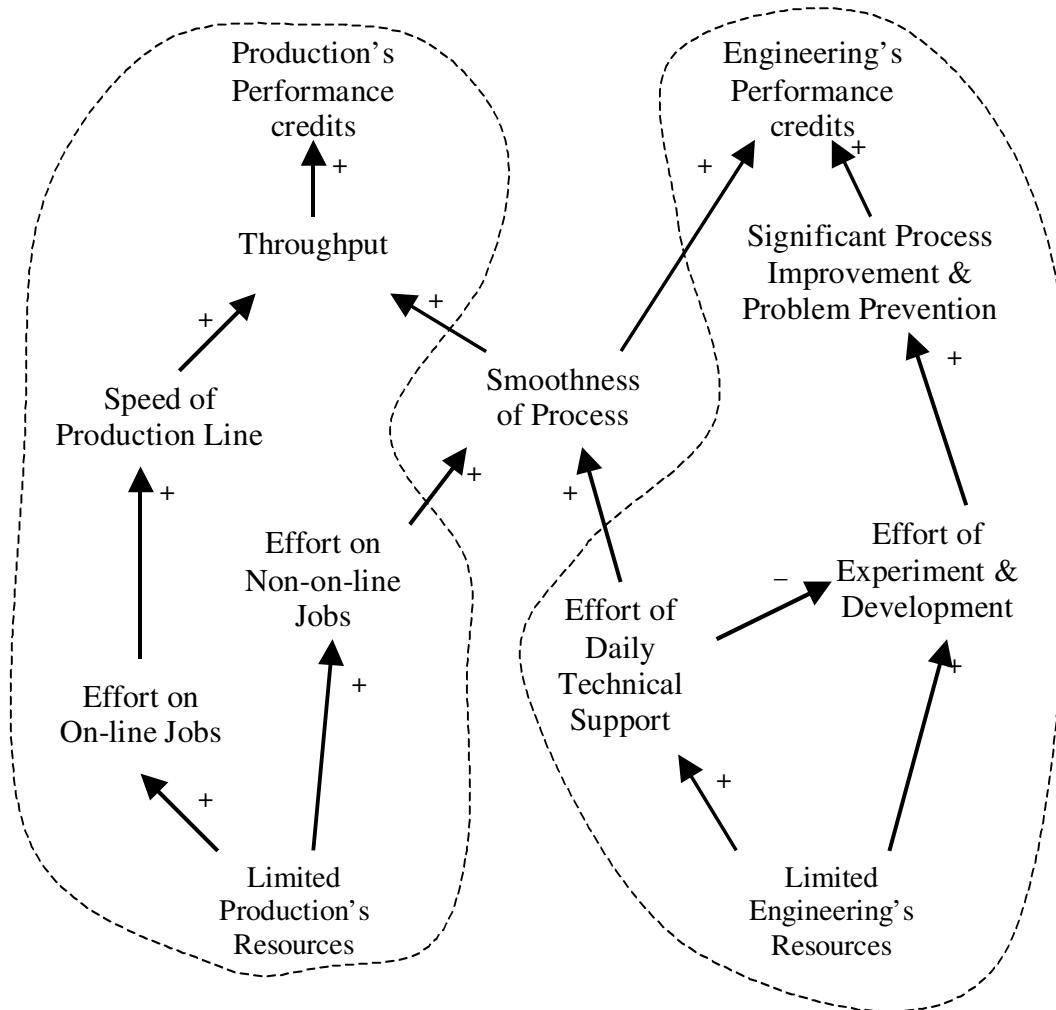 Production’s
Performance
credits
+
Engineering’s
Performance
credits
+
+
Throughput
Significant Process
Improvement &
Problem Prevention
+
+
+
Smoothness
of Process
Speed of
Production Line
+
+
+
Effort on
Non-on-line
Jobs
Effort of
Experiment &
Development
–
Effort of
Daily
Technical
Support
+
+
Effort on
On-line Jobs
+
+
Limited
Production’s
Resources
Limited
Engineering’s
Resources